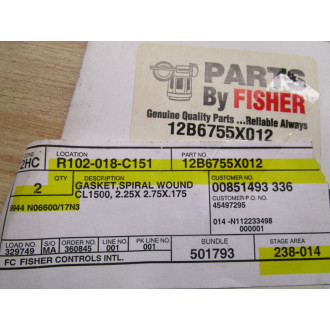 PARTS
By FISHER
Genuine Quality Parts ...Reliable Always
12B6755X012
2HC
LOCATION
R102-018-C151
PART NO.
12B6755X012
QTY
2
DESCRIPTION
GASKET,SPIRAL WOUND
CL1500, 2.25X 2.75X.175
CUSTOMER NO.
00851493 336
CUSTOMER P.O. NO.
45497295
9944 N06600/17N3
014 -N112233498
000001
LOAD NO.
329749
S/O
MA
ORDER NO.
360845
LINE NO.
001
PK LINE NO.
001
BUNDLE
501793
STAGE AREA
238-014
FC FISHER CONTROLS INTL.